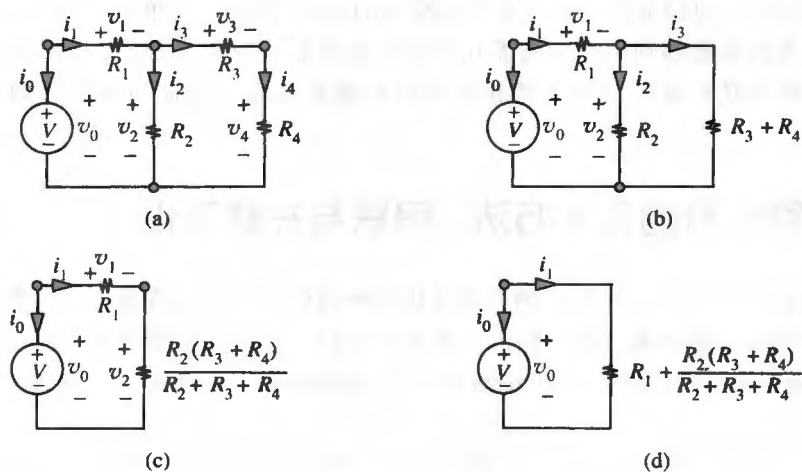 i₁ + v₁ − i₃ + v₃ −
R₁ R₃
i₀ i₂ i₄
+ V − + v₀ − + v₂ − R₂ + v₄ − R₄
(a)
i₁ + v₁ − i₃
R₁
i₀ i₂
+ V − + v₀ − + v₂ − R₂ R₃ + R₄
(b)
i₁ + v₁ −
R₁
i₀
+ V − + v₀ − + v₂ − R₂ (R₃ + R₄) / R₂ + R₃ + R₄
(c)
i₁
i₀
+ V − + v₀ − R₁ + R₂ (R₃ + R₄) / R₂ + R₃ + R₄
(d)